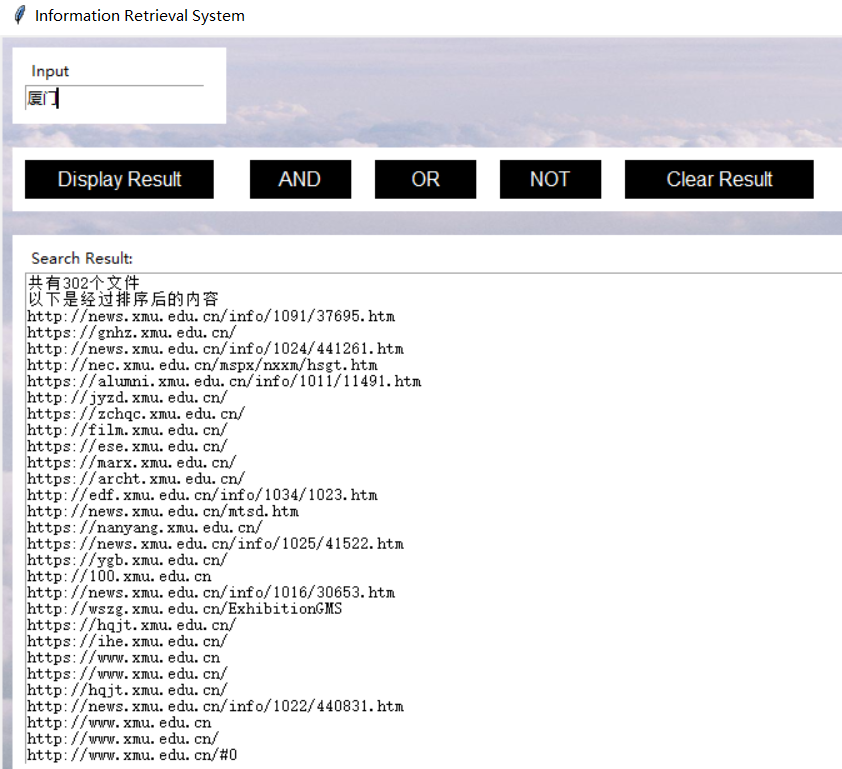 Information Retrieval System
Input
厦门
Display Result AND OR NOT Clear Result
Search Result:
共有302个文件
以下是经过排序后的内容
http://news.xmu.edu.cn/info/1091/37695.htm
https://gnhz.xmu.edu.cn/
http://news.xmu.edu.cn/info/1024/441261.htm
http://nec.xmu.edu.cn/mspx/nxxm/hsgt.htm
https://alumni.xmu.edu.cn/info/1011/11491.htm
http://jyzd.xmu.edu.cn/
https://zchqc.xmu.edu.cn/
http://film.xmu.edu.cn/
https://ese.xmu.edu.cn/
https://marx.xmu.edu.cn/
https://archt.xmu.edu.cn/
http://edf.xmu.edu.cn/info/1034/1023.htm
http://news.xmu.edu.cn/mtsd.htm
https://nanyang.xmu.edu.cn/
https://news.xmu.edu.cn/info/1025/41522.htm
https://ygb.xmu.edu.cn/
http://100.xmu.edu.cn
http://news.xmu.edu.cn/info/1016/30653.htm
http://wszg.xmu.edu.cn/ExhibitionGMS
https://hqjt.xmu.edu.cn/
https://ihe.xmu.edu.cn/
https://www.xmu.edu.cn
https://www.xmu.edu.cn/
http://hqjt.xmu.edu.cn/
http://news.xmu.edu.cn/info/1022/440831.htm
http://www.xmu.edu.cn
http://www.xmu.edu.cn/
http://www.xmu.edu.cn/#0